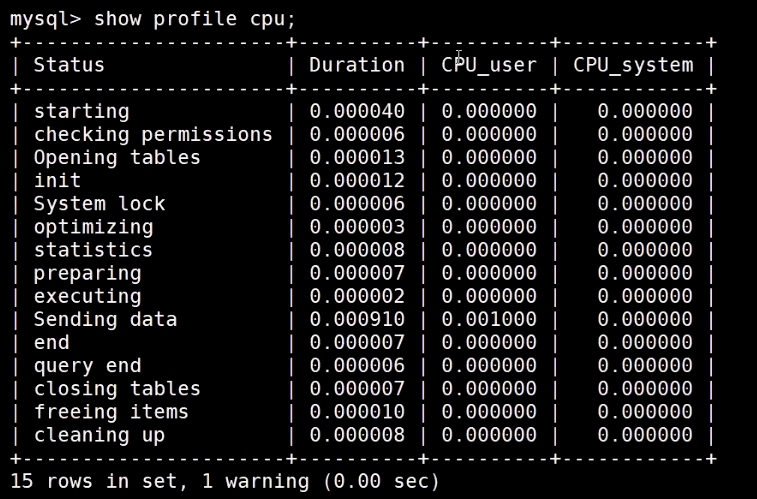 mysql> show profile cpu;
+----------------------+----------+----------+------------+
| Status               | Duration | CPU_user | CPU_system |
+----------------------+----------+----------+------------+
| starting             | 0.000040 | 0.000000 |   0.000000 |
| checking permissions | 0.000006 | 0.000000 |   0.000000 |
| Opening tables       | 0.000013 | 0.000000 |   0.000000 |
| init                 | 0.000012 | 0.000000 |   0.000000 |
| System lock          | 0.000006 | 0.000000 |   0.000000 |
| optimizing           | 0.000003 | 0.000000 |   0.000000 |
| statistics           | 0.000008 | 0.000000 |   0.000000 |
| preparing            | 0.000007 | 0.000000 |   0.000000 |
| executing            | 0.000002 | 0.000000 |   0.000000 |
| Sending data         | 0.000910 | 0.001000 |   0.000000 |
| end                  | 0.000007 | 0.000000 |   0.000000 |
| query end            | 0.000006 | 0.000000 |   0.000000 |
| closing tables       | 0.000007 | 0.000000 |   0.000000 |
| freeing items        | 0.000010 | 0.000000 |   0.000000 |
| cleaning up          | 0.000008 | 0.000000 |   0.000000 |
+----------------------+----------+----------+------------+
15 rows in set, 1 warning (0.00 sec)